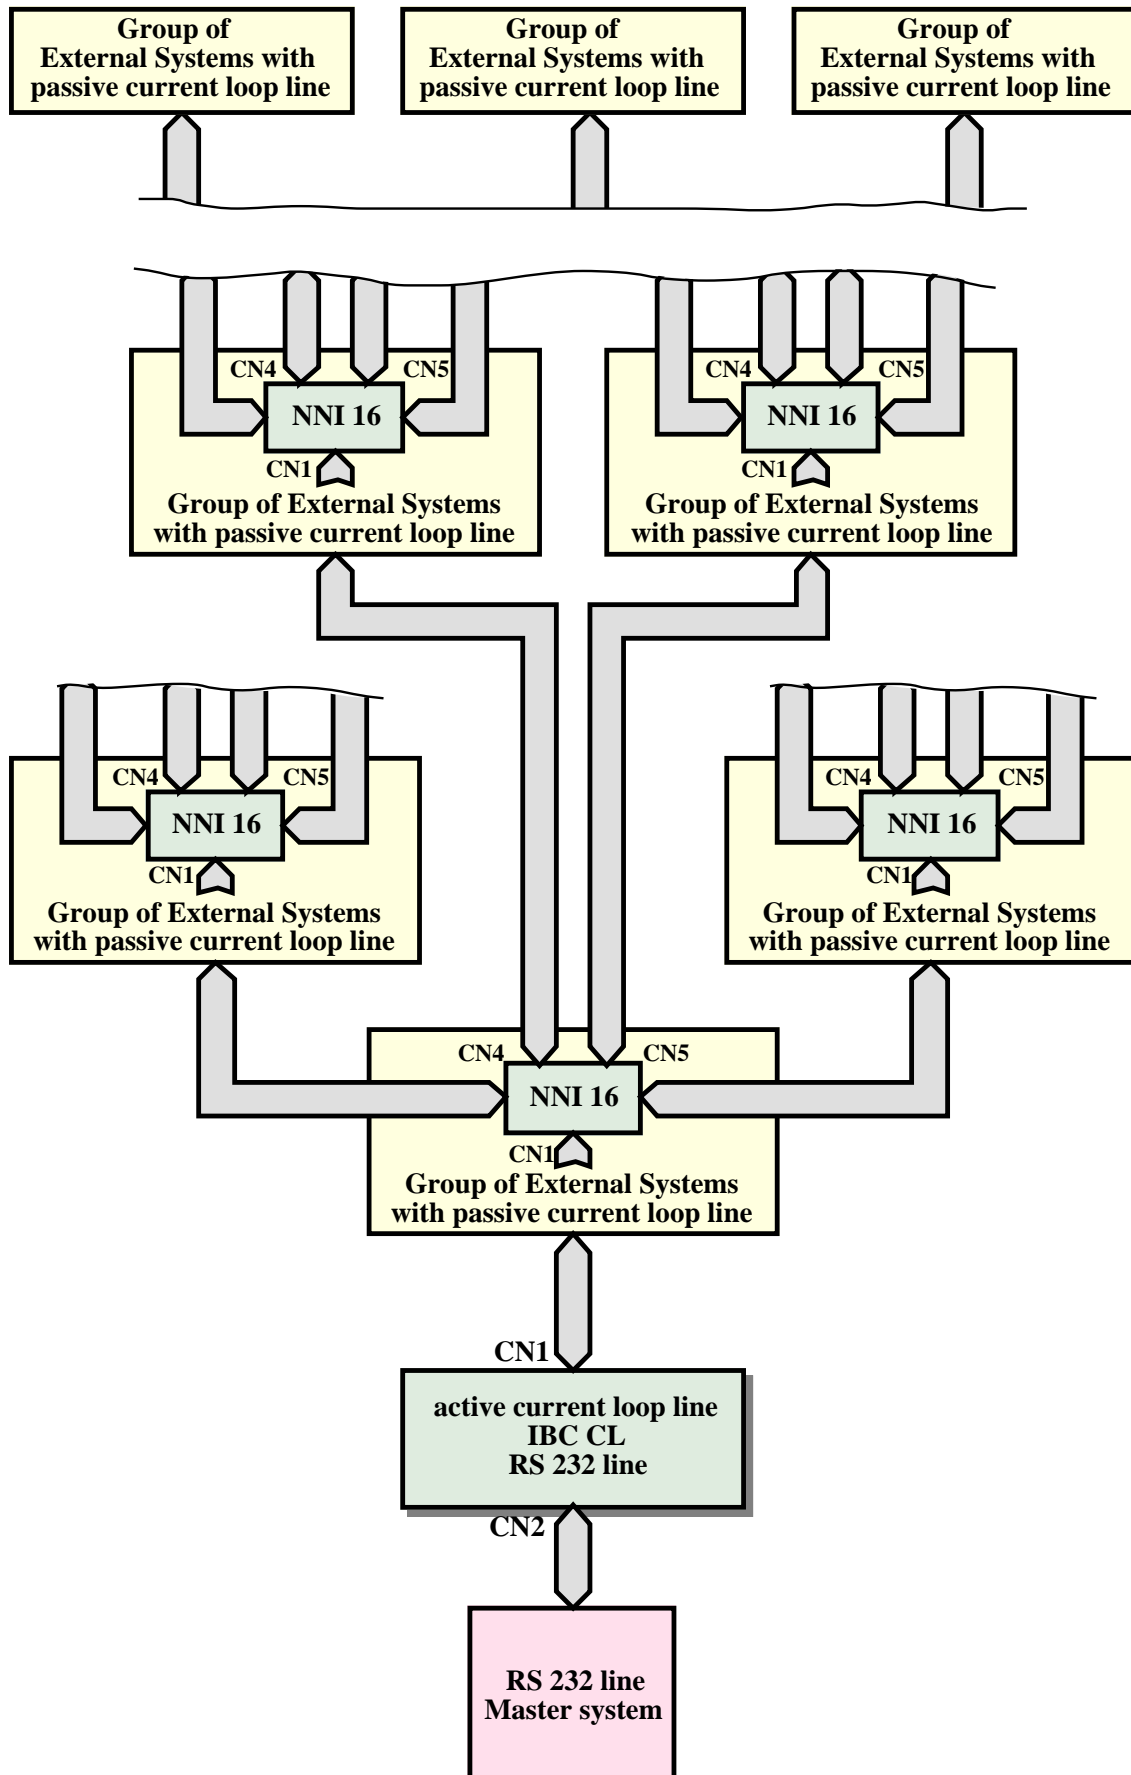 Group of
External Systems with
passive current loop line
Group of
External Systems with
passive current loop line
Group of
External Systems with
passive current loop line
CN4
CN5
NNI 16
CN1
Group of External Systems
with passive current loop line
CN4
CN5
NNI 16
CN1
Group of External Systems
with passive current loop line
CN4
CN5
NNI 16
CN1
Group of External Systems
with passive current loop line
CN4
CN5
NNI 16
CN1
Group of External Systems
with passive current loop line
CN4
CN5
NNI 16
CN1
Group of External Systems
with passive current loop line
CN1
active current loop line
IBC CL
RS 232 line
CN2
RS 232 line
Master system